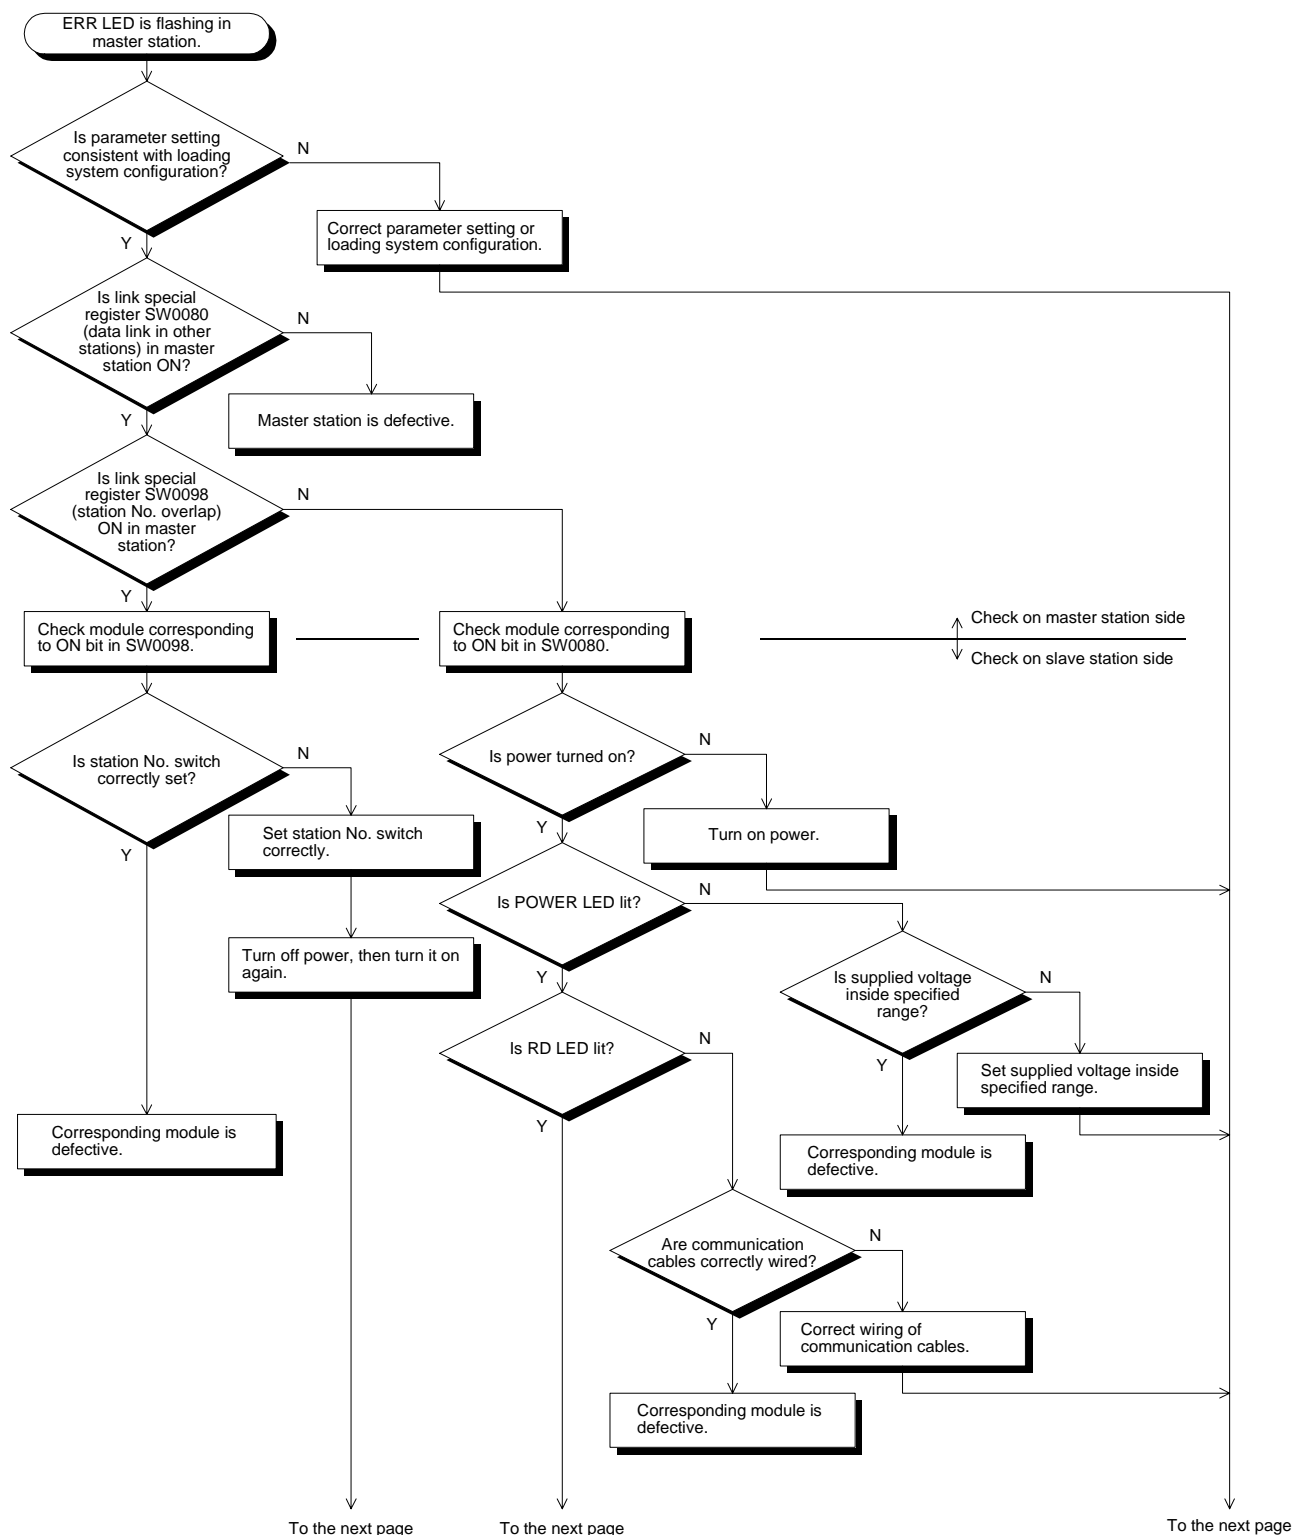 ERR LED is flashing in
master station.
Is parameter setting
consistent with loading
system configuration?
N
Y
Correct parameter setting or
loading system configuration.
Is link special
register SW0080
(data link in other
stations) in master
station ON?
N
Y
Master station is defective.
Is link special
register SW0098
(station No. overlap)
ON in master
station?
N
Y
Check module corresponding
to ON bit in SW0098.
Check module corresponding
to ON bit in SW0080.
Check on master station side
Check on slave station side
Is station No. switch
correctly set?
N
Y
Set station No. switch
correctly.
Turn off power, then turn it on
again.
Corresponding module is
defective.
Is power turned on?
N
Y
Turn on power.
Is POWER LED lit?
N
Y
Is supplied voltage
inside specified
range?
N
Y
Set supplied voltage inside
specified range.
Corresponding module is
defective.
Is RD LED lit?
N
Y
Are communication
cables correctly wired?
N
Y
Correct wiring of
communication cables.
Corresponding module is
defective.
To the next page
To the next page
To the next page